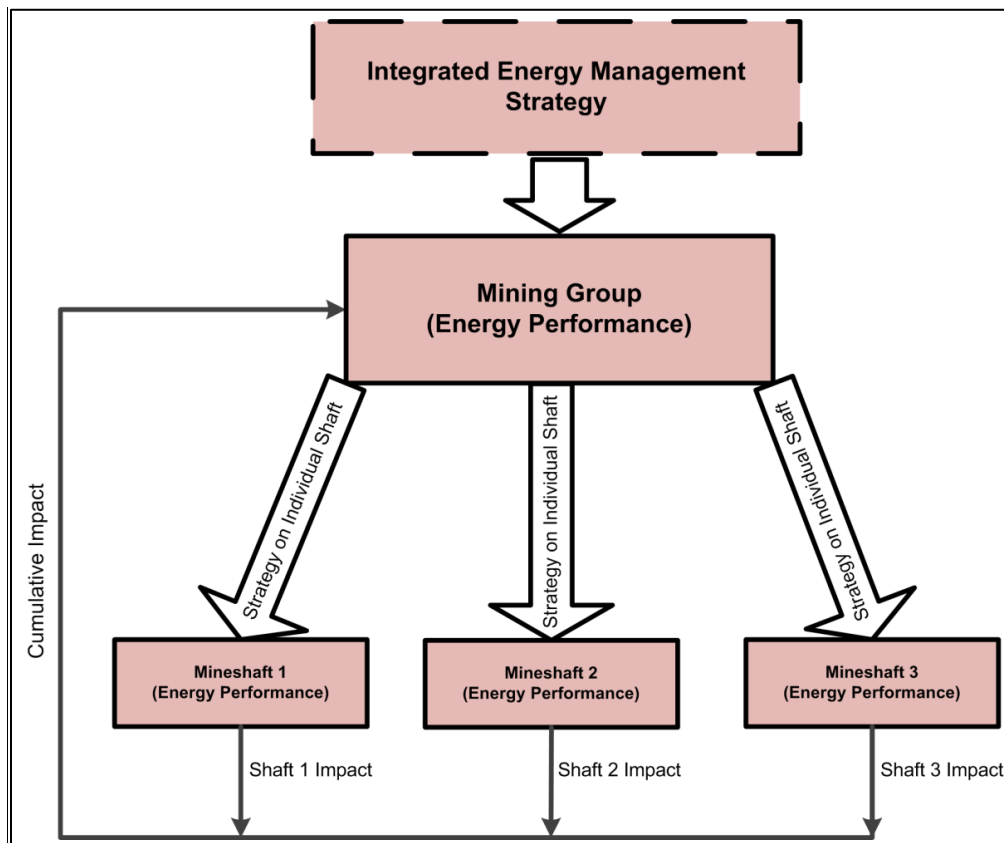 Integrated Energy Management
Strategy
Mining Group
(Energy Performance)
Strategy on Individual Shaft
Strategy on Individual Shaft
Strategy on Individual Shaft
Cumulative Impact
Mineshaft 1
(Energy Performance)
Mineshaft 2
(Energy Performance)
Mineshaft 3
(Energy Performance)
Shaft 1 Impact
Shaft 2 Impact
Shaft 3 Impact